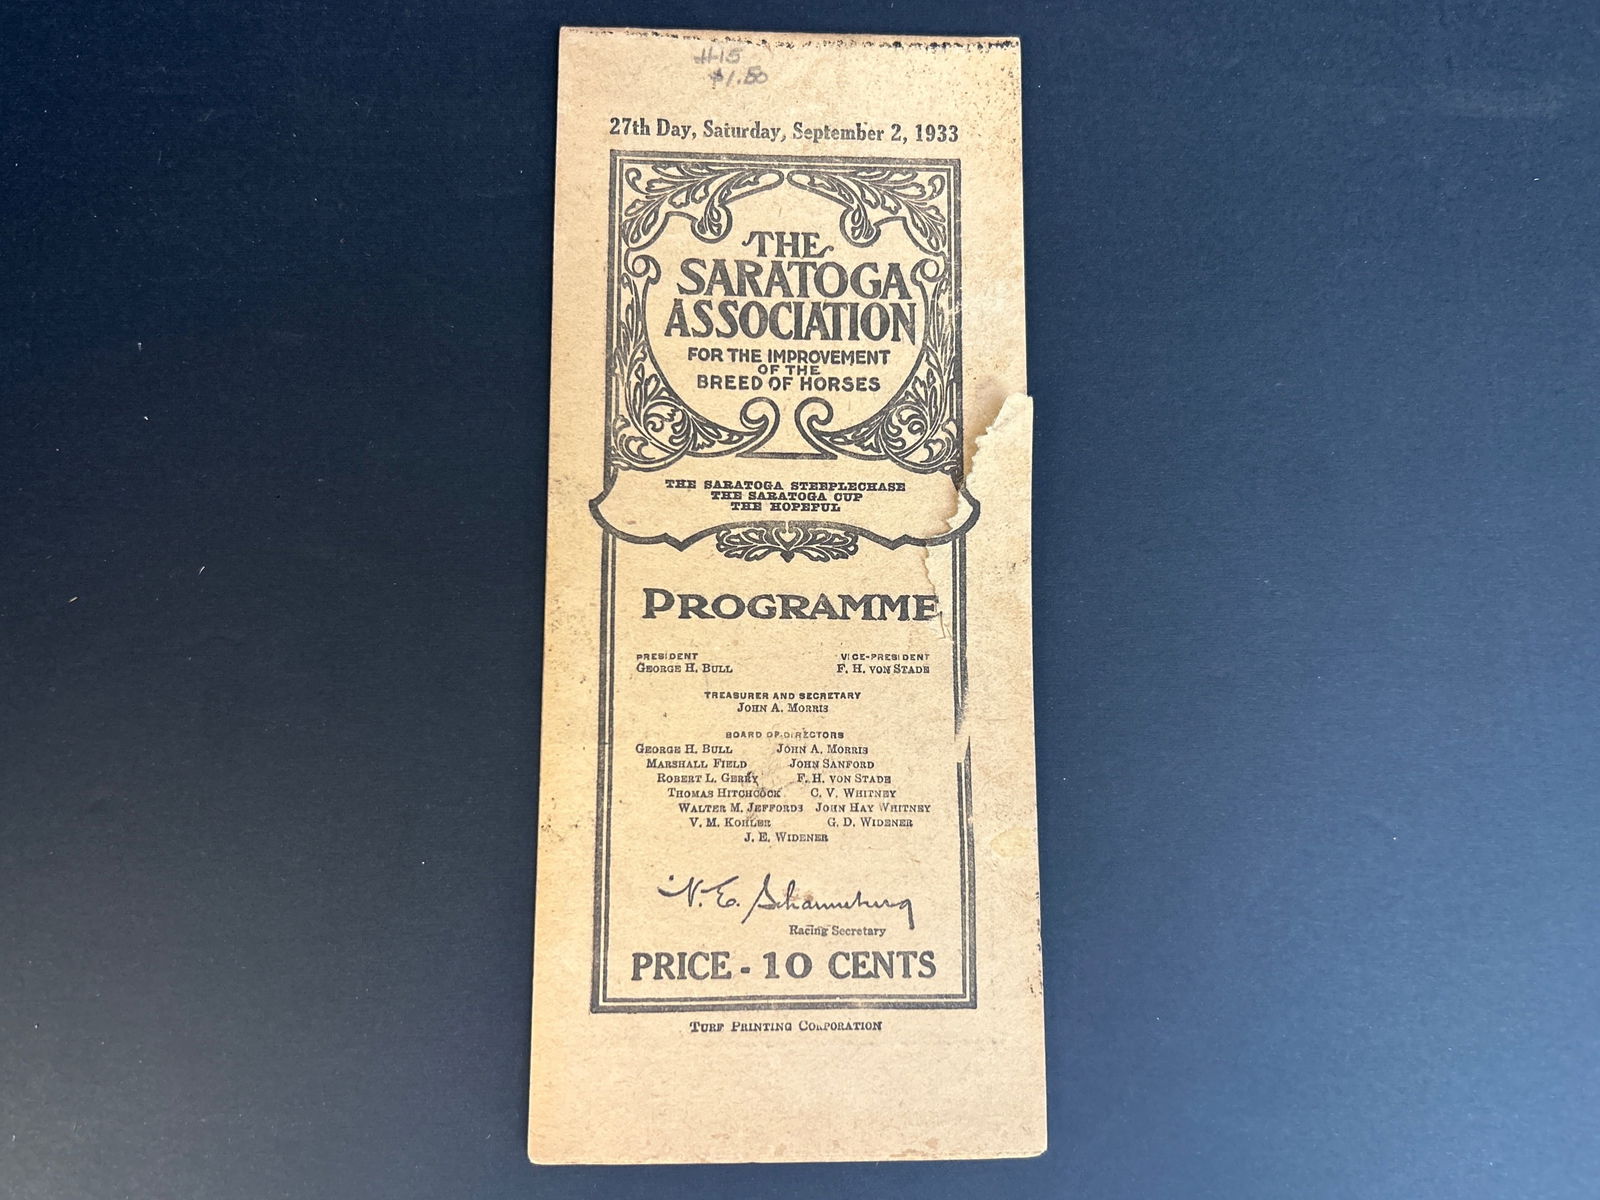 #15
$1.50
27th Day, Saturday, September 2, 1933
THE
SARATOGA
ASSOCIATION
FOR THE IMPROVEMENT
OF THE
BREED OF HORSES
THE SARATOGA STEEPLECHASE
THE SARATOGA CUP
THE HOPEFUL
PROGRAMME
PRESIDENT VICE-PRESIDENT
GEORGE H. BULL F. H. VON STADE
TREASURER AND SECRETARY
JOHN A. MORRIS
BOARD OF DIRECTORS
GEORGE H. BULL JOHN A. MORRIS
MARSHALL FIELD JOHN SANFORD
ROBERT L. GERRY F. H. VON STADE
THOMAS HITCHCOCK C. V. WHITNEY
WALTER M. JEFFORDS JOHN HAY WHITNEY
V. M. KOHLER G. D. WIDENER
J. E. WIDENER
N. E.
Racing Secretary
PRICE - 10 CENTS
TURF PRINTING CORPORATION